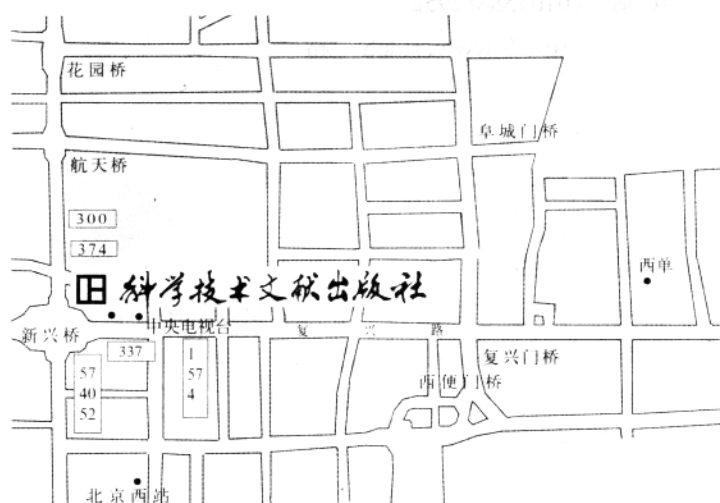 花园桥
阜城门桥
航天桥
300
374
西单
科学技术文献出版社
新兴桥
中央电视台
复兴路
337
1
57
4
57
40
52
复兴门桥
西便门桥
北京西站